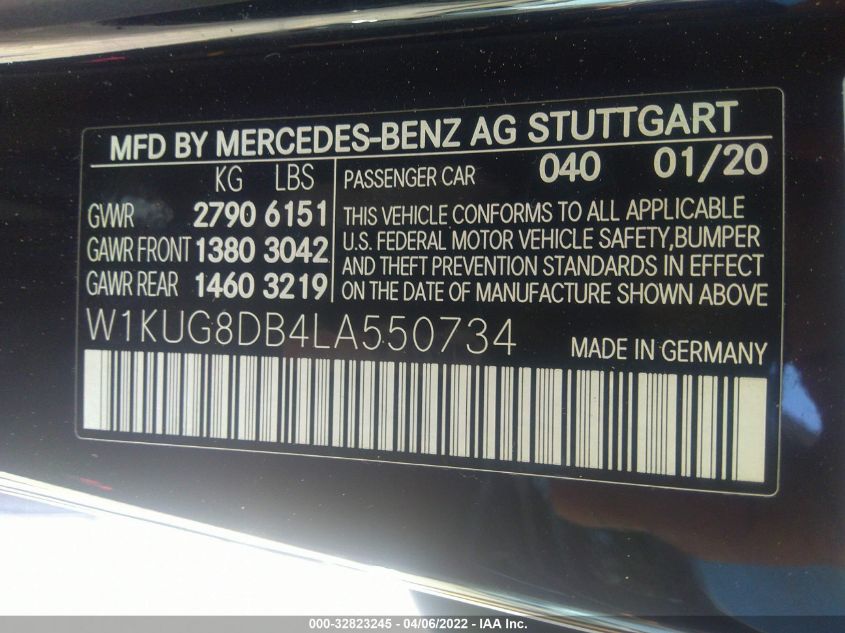 MFD BY MERCEDES-BENZ AG STUTTGART
KG LBS
GVWR 2790 6151
GAWR FRONT 1380 3042
GAWR REAR 1460 3219
PASSENGER CAR 040 01/20
THIS VEHICLE CONFORMS TO ALL APPLICABLE
U.S. FEDERAL MOTOR VEHICLE SAFETY,BUMPER
AND THEFT PREVENTION STANDARDS IN EFFECT
ON THE DATE OF MANUFACTURE SHOWN ABOVE
W1KUG8DB4LA550734
MADE IN GERMANY
000-32823245 - 04/06/2022 - IAA Inc.